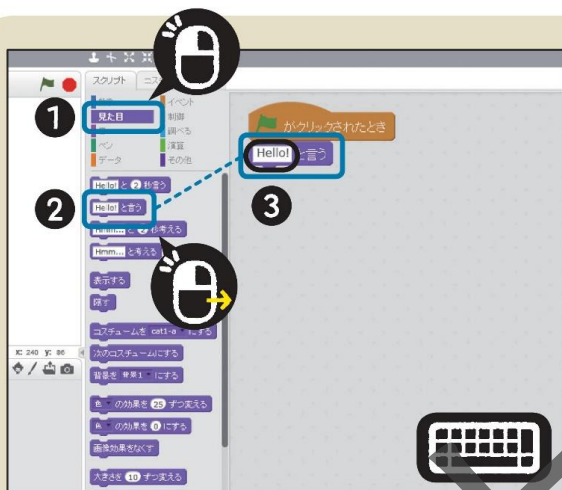 スクリプト
イベント
1
見た目
制御
調べる
ペン
演算
データ
その他
がクリックされたとき
Hello! と言う
3
Hello! と 2 秒言う
2
Hello! と言う
Hmm... と 2 秒考える
Hmm... と考える
表示する
隠す
コスチュームを cat1-a にする
次のコスチュームにする
背景を 背景1 にする
x: 240 y: 86
色 の効果を 25 ずつ変える
色 の効果を 0 にする
画像効果をなくす
大きさを 10 ずつ変える